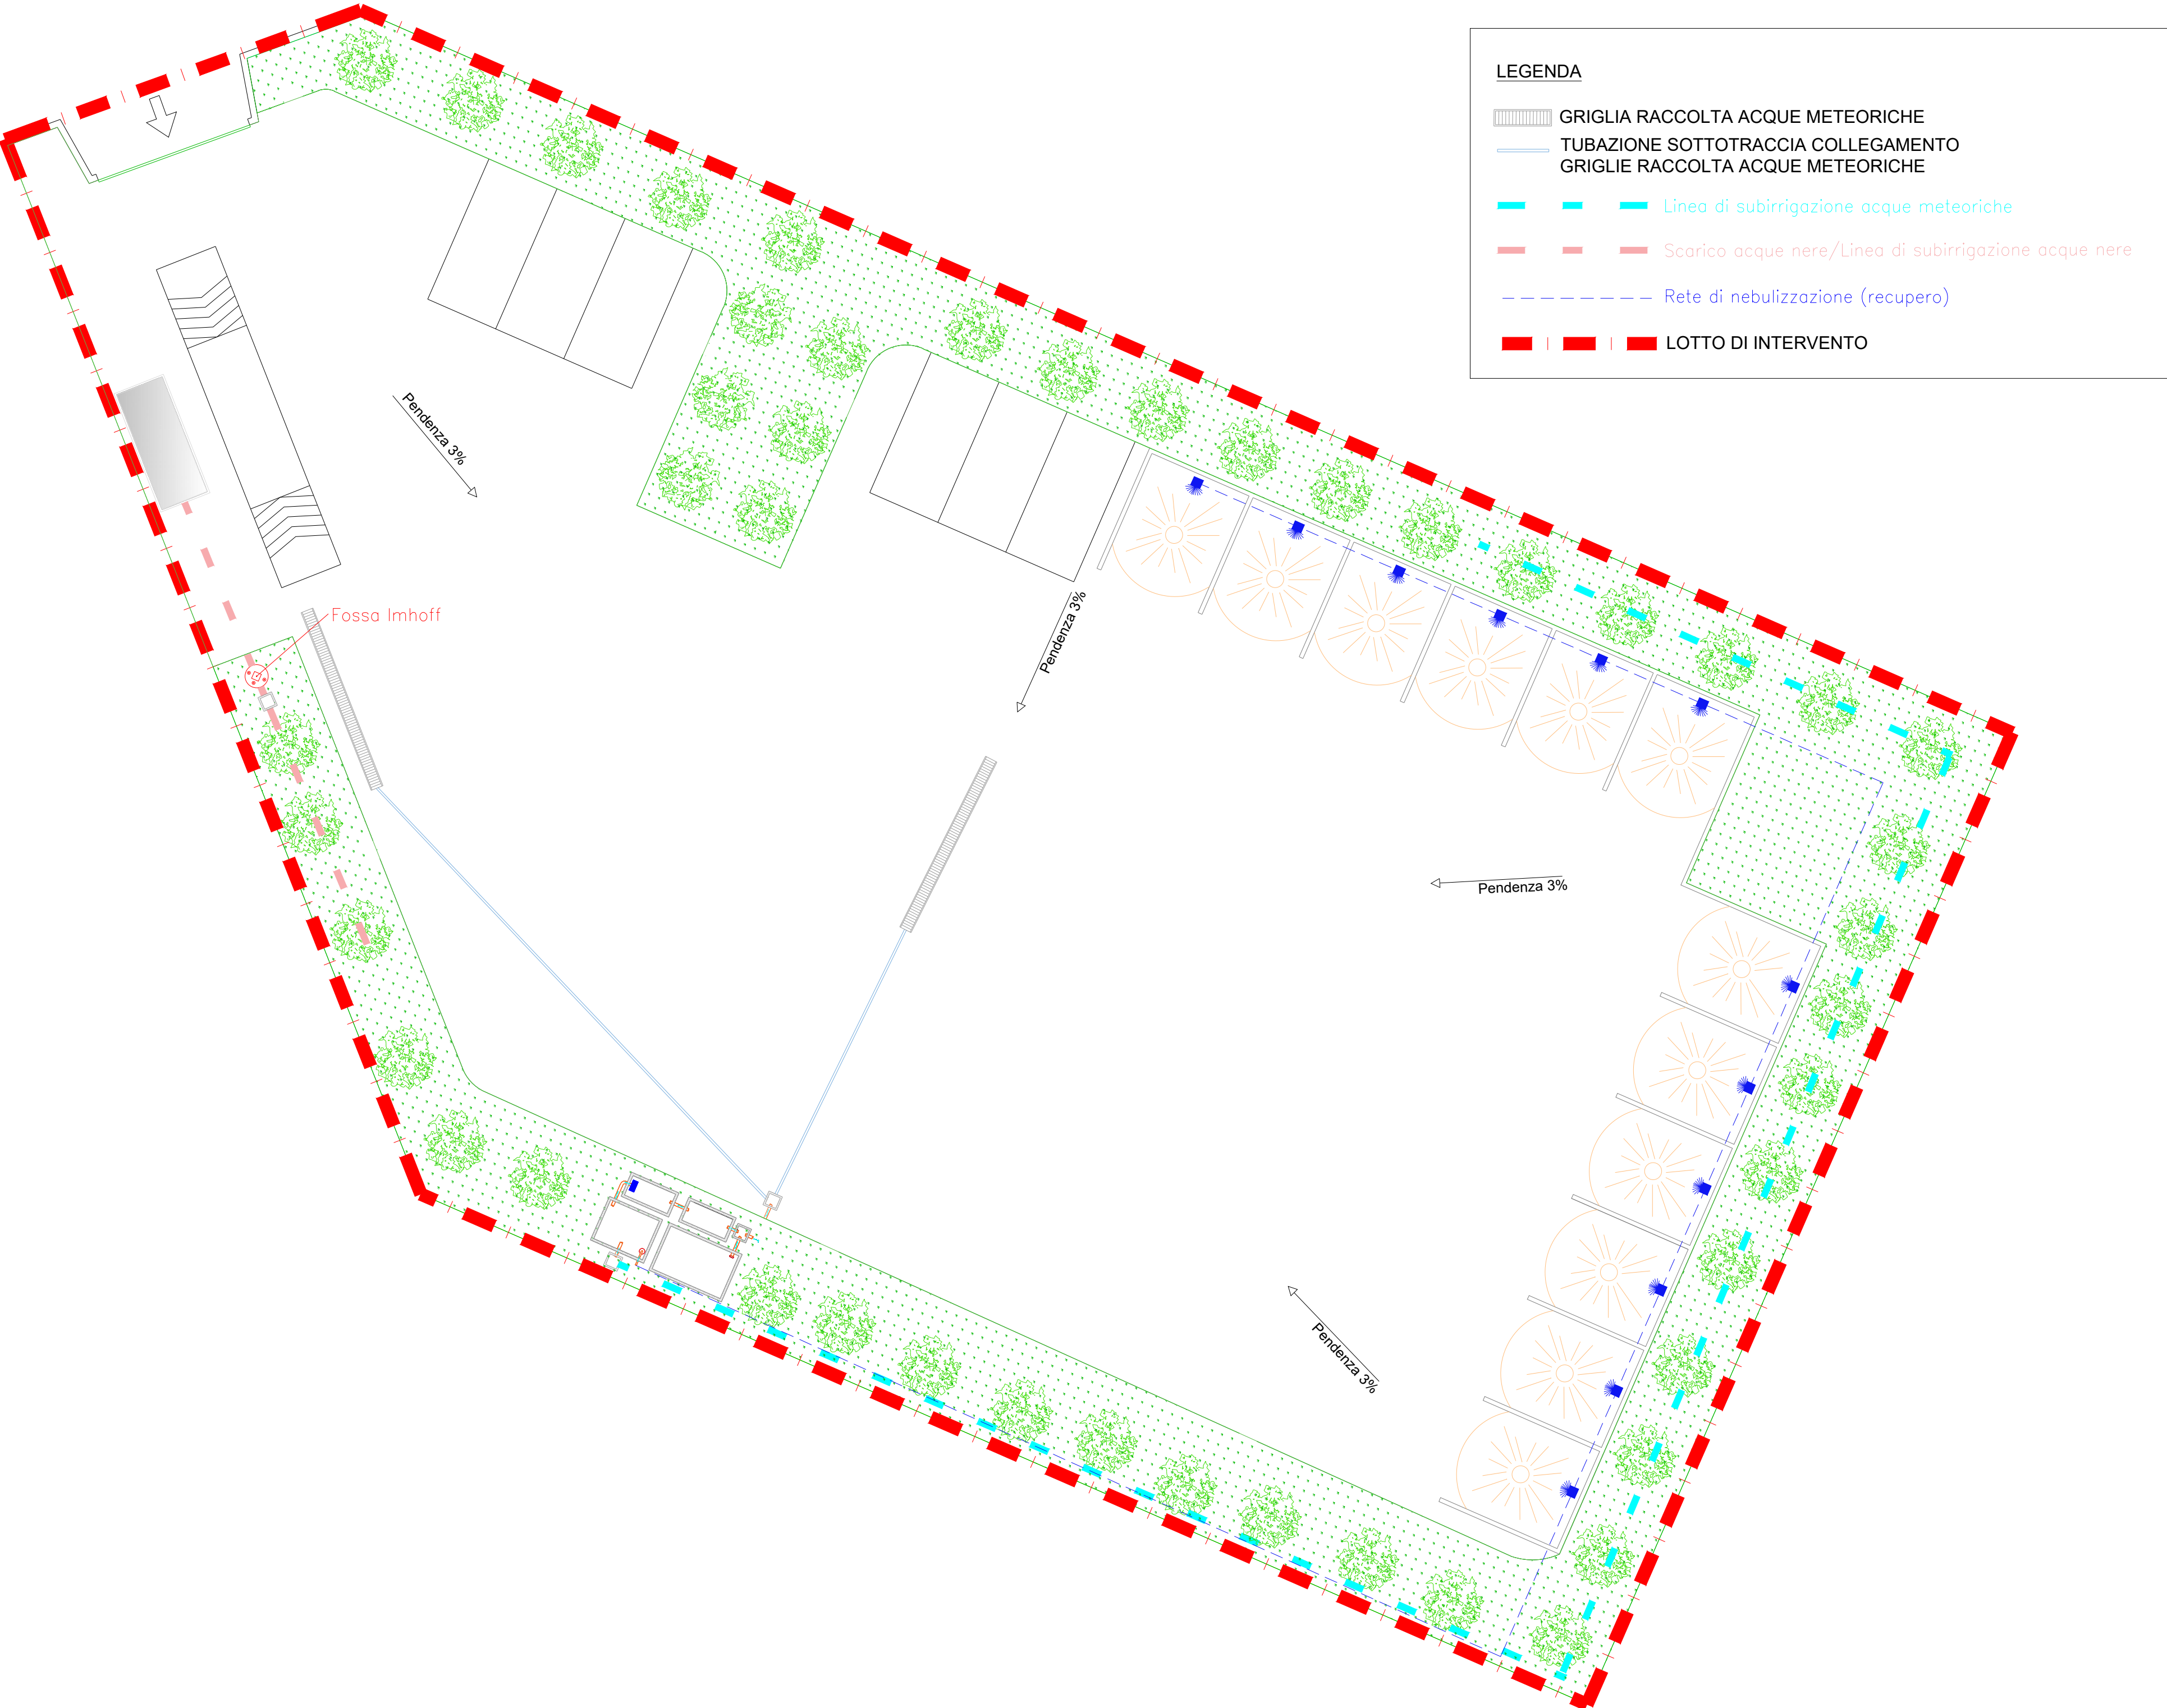 LEGENDA
GRIGLIA RACCOLTA ACQUE METEORICHE
TUBAZIONE SOTTOTRACCIA COLLEGAMENTO
GRIGLIE RACCOLTA ACQUE METEORICHE
Linea di subirrigazione acque meteoriche
Scarico acque nere/Linea di subirrigazione acque nere
Rete di nebulizzazione (recupero)
LOTTO DI INTERVENTO
Pendenza 3%
Fossa Imhoff
Pendenza 3%
Pendenza 3%
Pendenza 3%